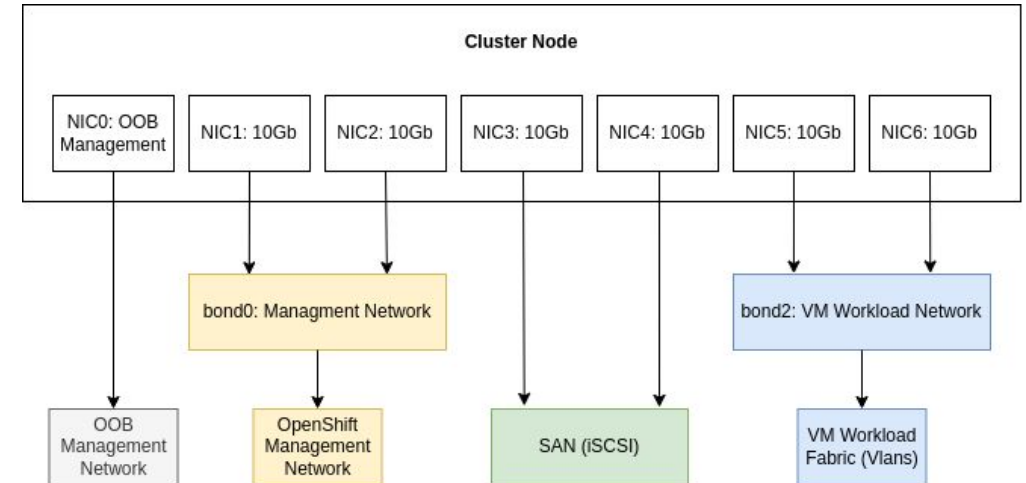 Cluster Node
NIC0: OOB
Management
NIC1: 10Gb
NIC2: 10Gb
NIC3: 10Gb
NIC4: 10Gb
NIC5: 10Gb
NIC6: 10Gb
bond0: Managment Network
bond2: VM Workload Network
OOB
Management
Network
OpenShift
Management
Network
SAN (iSCSI)
VM Workload
Fabric (Vlans)